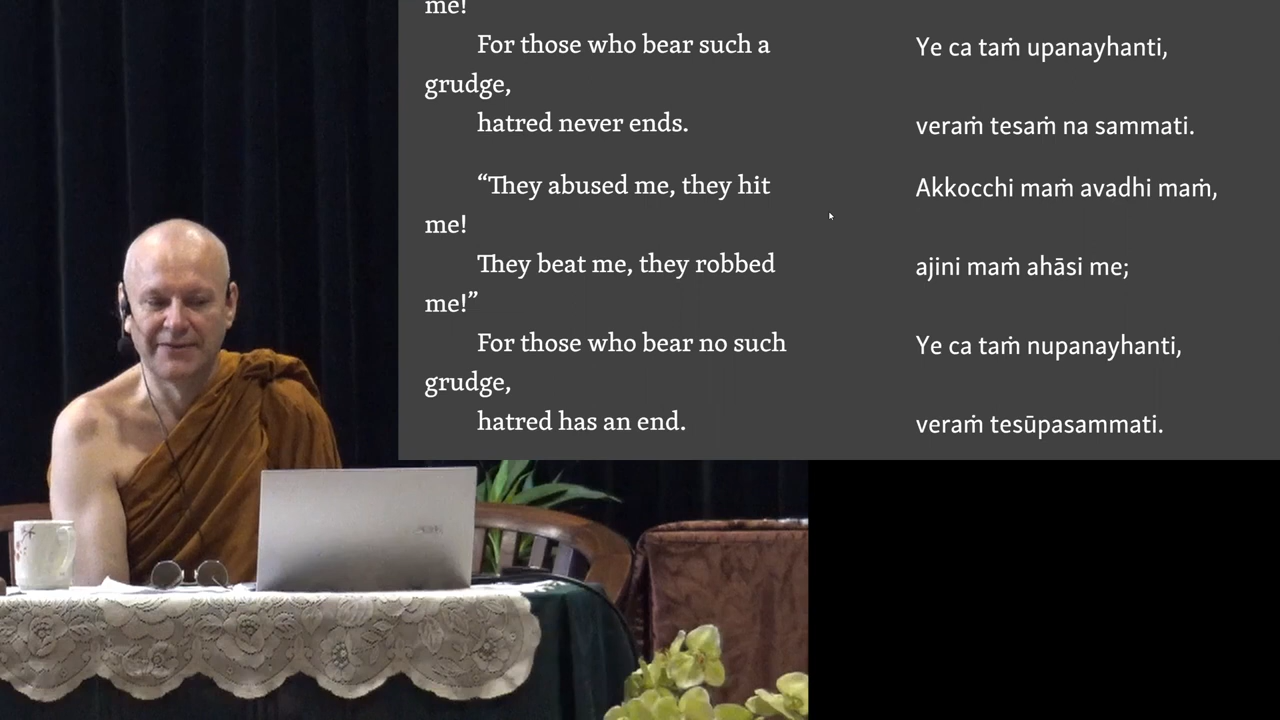 me!
For those who bear such a
grudge,
hatred never ends.
“They abused me, they hit
me!
They beat me, they robbed
me!”
For those who bear no such
grudge,
hatred has an end.
Ye ca taṁ upanayhanti,
veraṁ tesaṁ na sammati.
Akkocchi maṁ avadhi maṁ,
ajini maṁ ahāsi me;
Ye ca taṁ nupanayhanti,
veraṁ tesūpasammati.